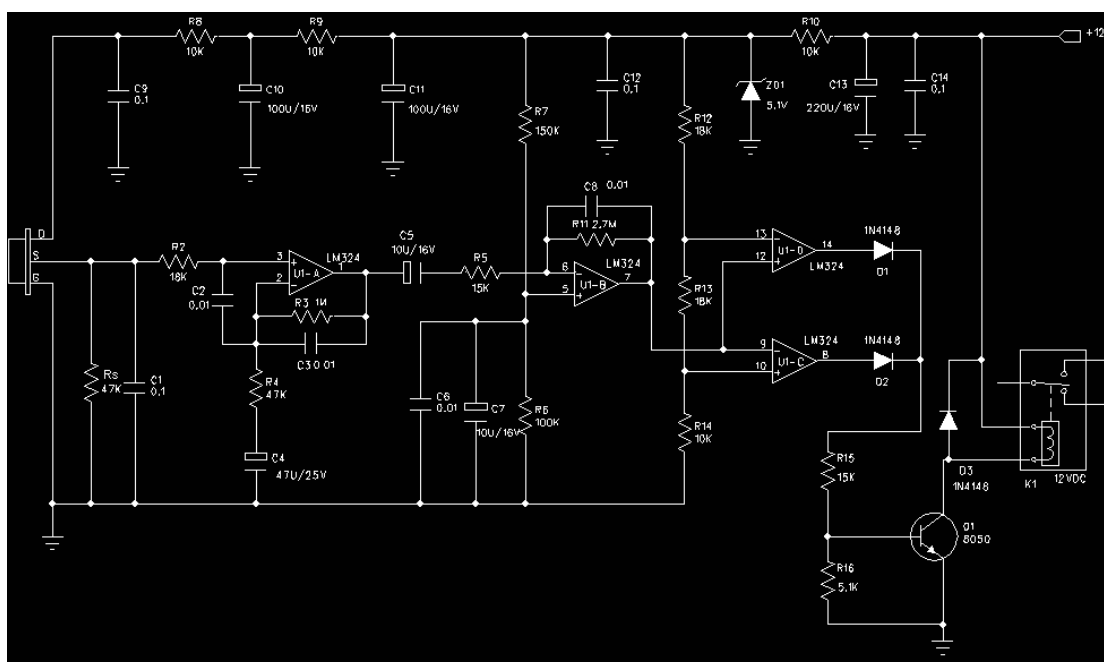 R8
10K
R9
10K
R10
10K
+12
C9
0.1
C10
100U/16V
C11
100U/16V
C12
0.1
ZD1
5.1V
C13
220U/16V
C14
0.1
R7
150K
R12
18K
C8 0.01
R11 2.7M
D
S
G
R2
18K
C2
0.01
3
2
1
LM324
U1-A
R3 1M
C3 0.01
C5
10U/16V
R5
15K
6
5
7
LM324
U1-B
13
12
14
U1-D
LM324
1N4148
D1
R13
18K
9
10
8
LM324
U1-C
1N4148
D2
RS
47K
C1
0.1
R4
47K
C4
47U/25V
C6
0.01
C7
10U/16V
R6
100K
R14
10K
R15
15K
R16
5.1K
D3
1N4148
K1
12VDC
Q1
8050